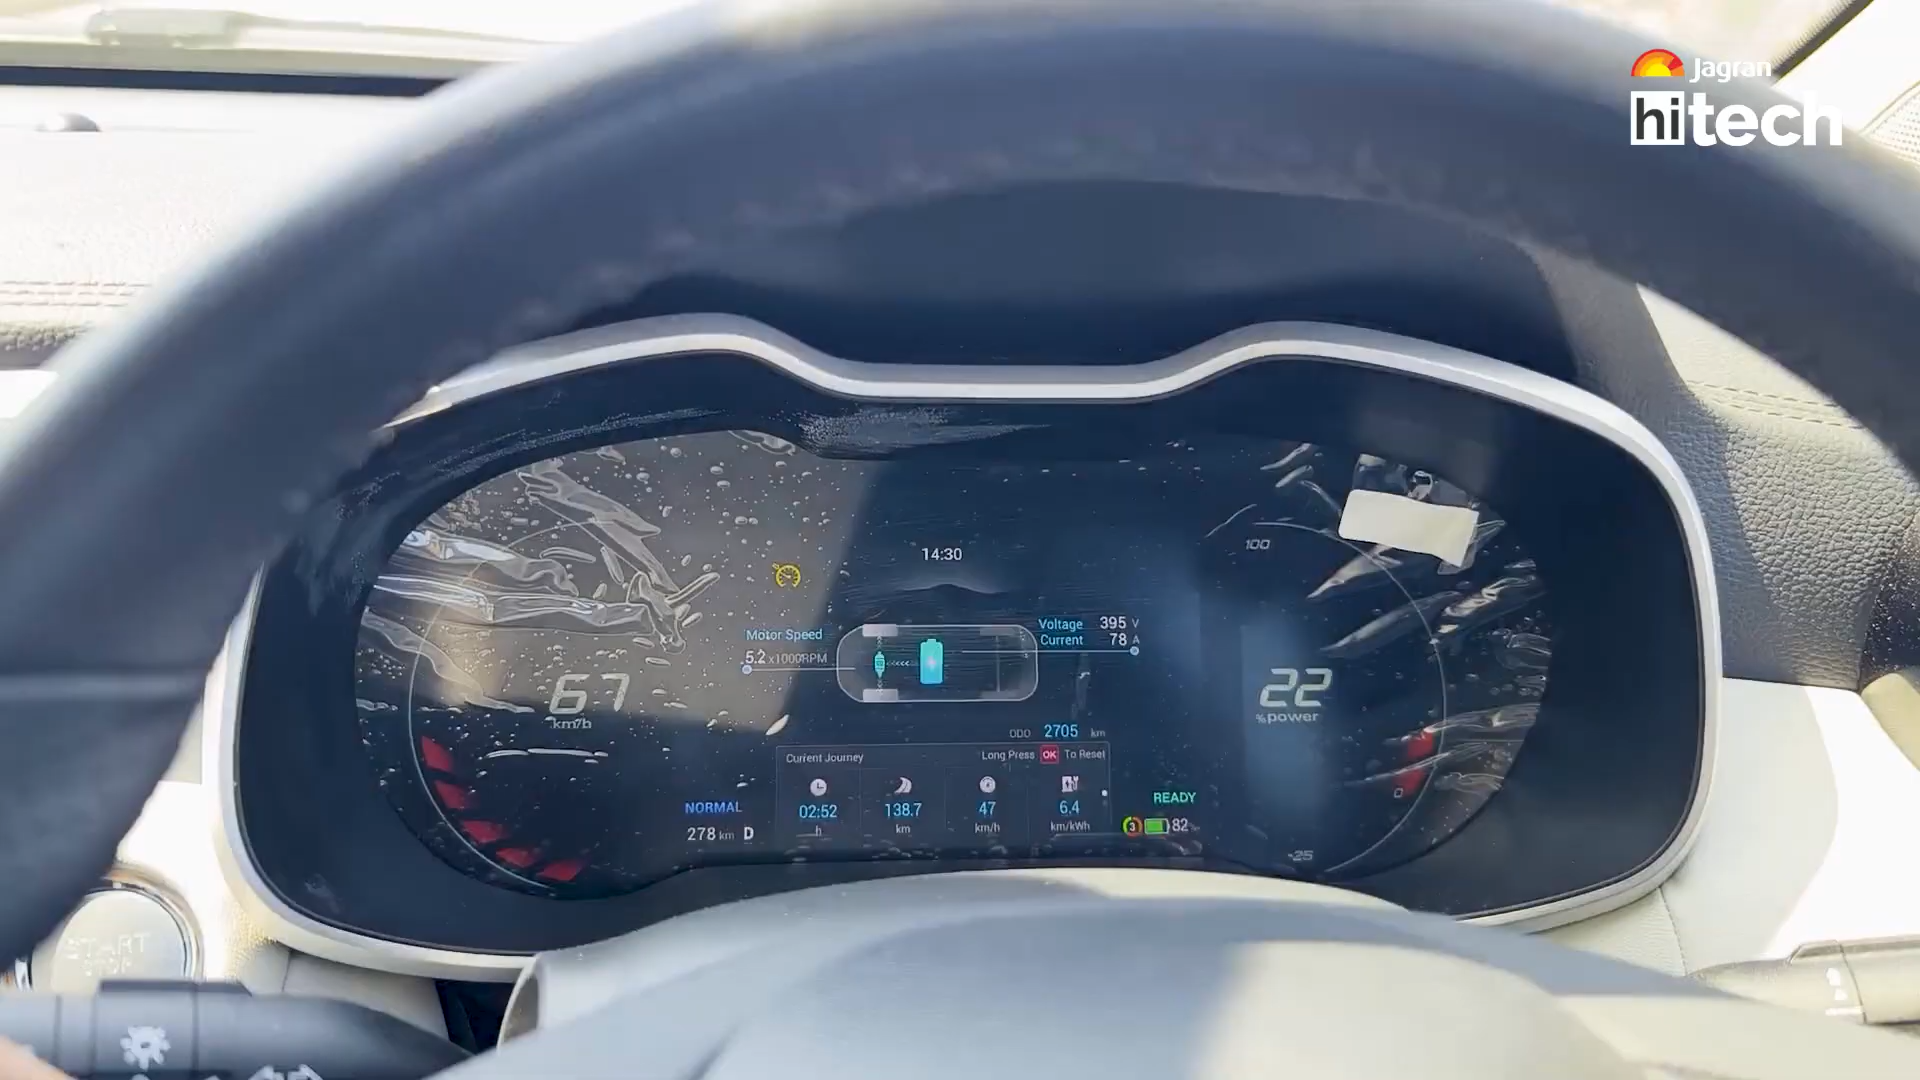 Jagran
hitech
14:30
100
Motor Speed
5.2 x1000RPM
Voltage 395 V
Current 78 A
67
km/h
22
%power
ODO 2705 km
Current Journey Long Press OK To Reset
02:52 138.7 47 6.4
h km km/h km/kWh
NORMAL
278 km D
READY
3 82
0
-25
START
STOP